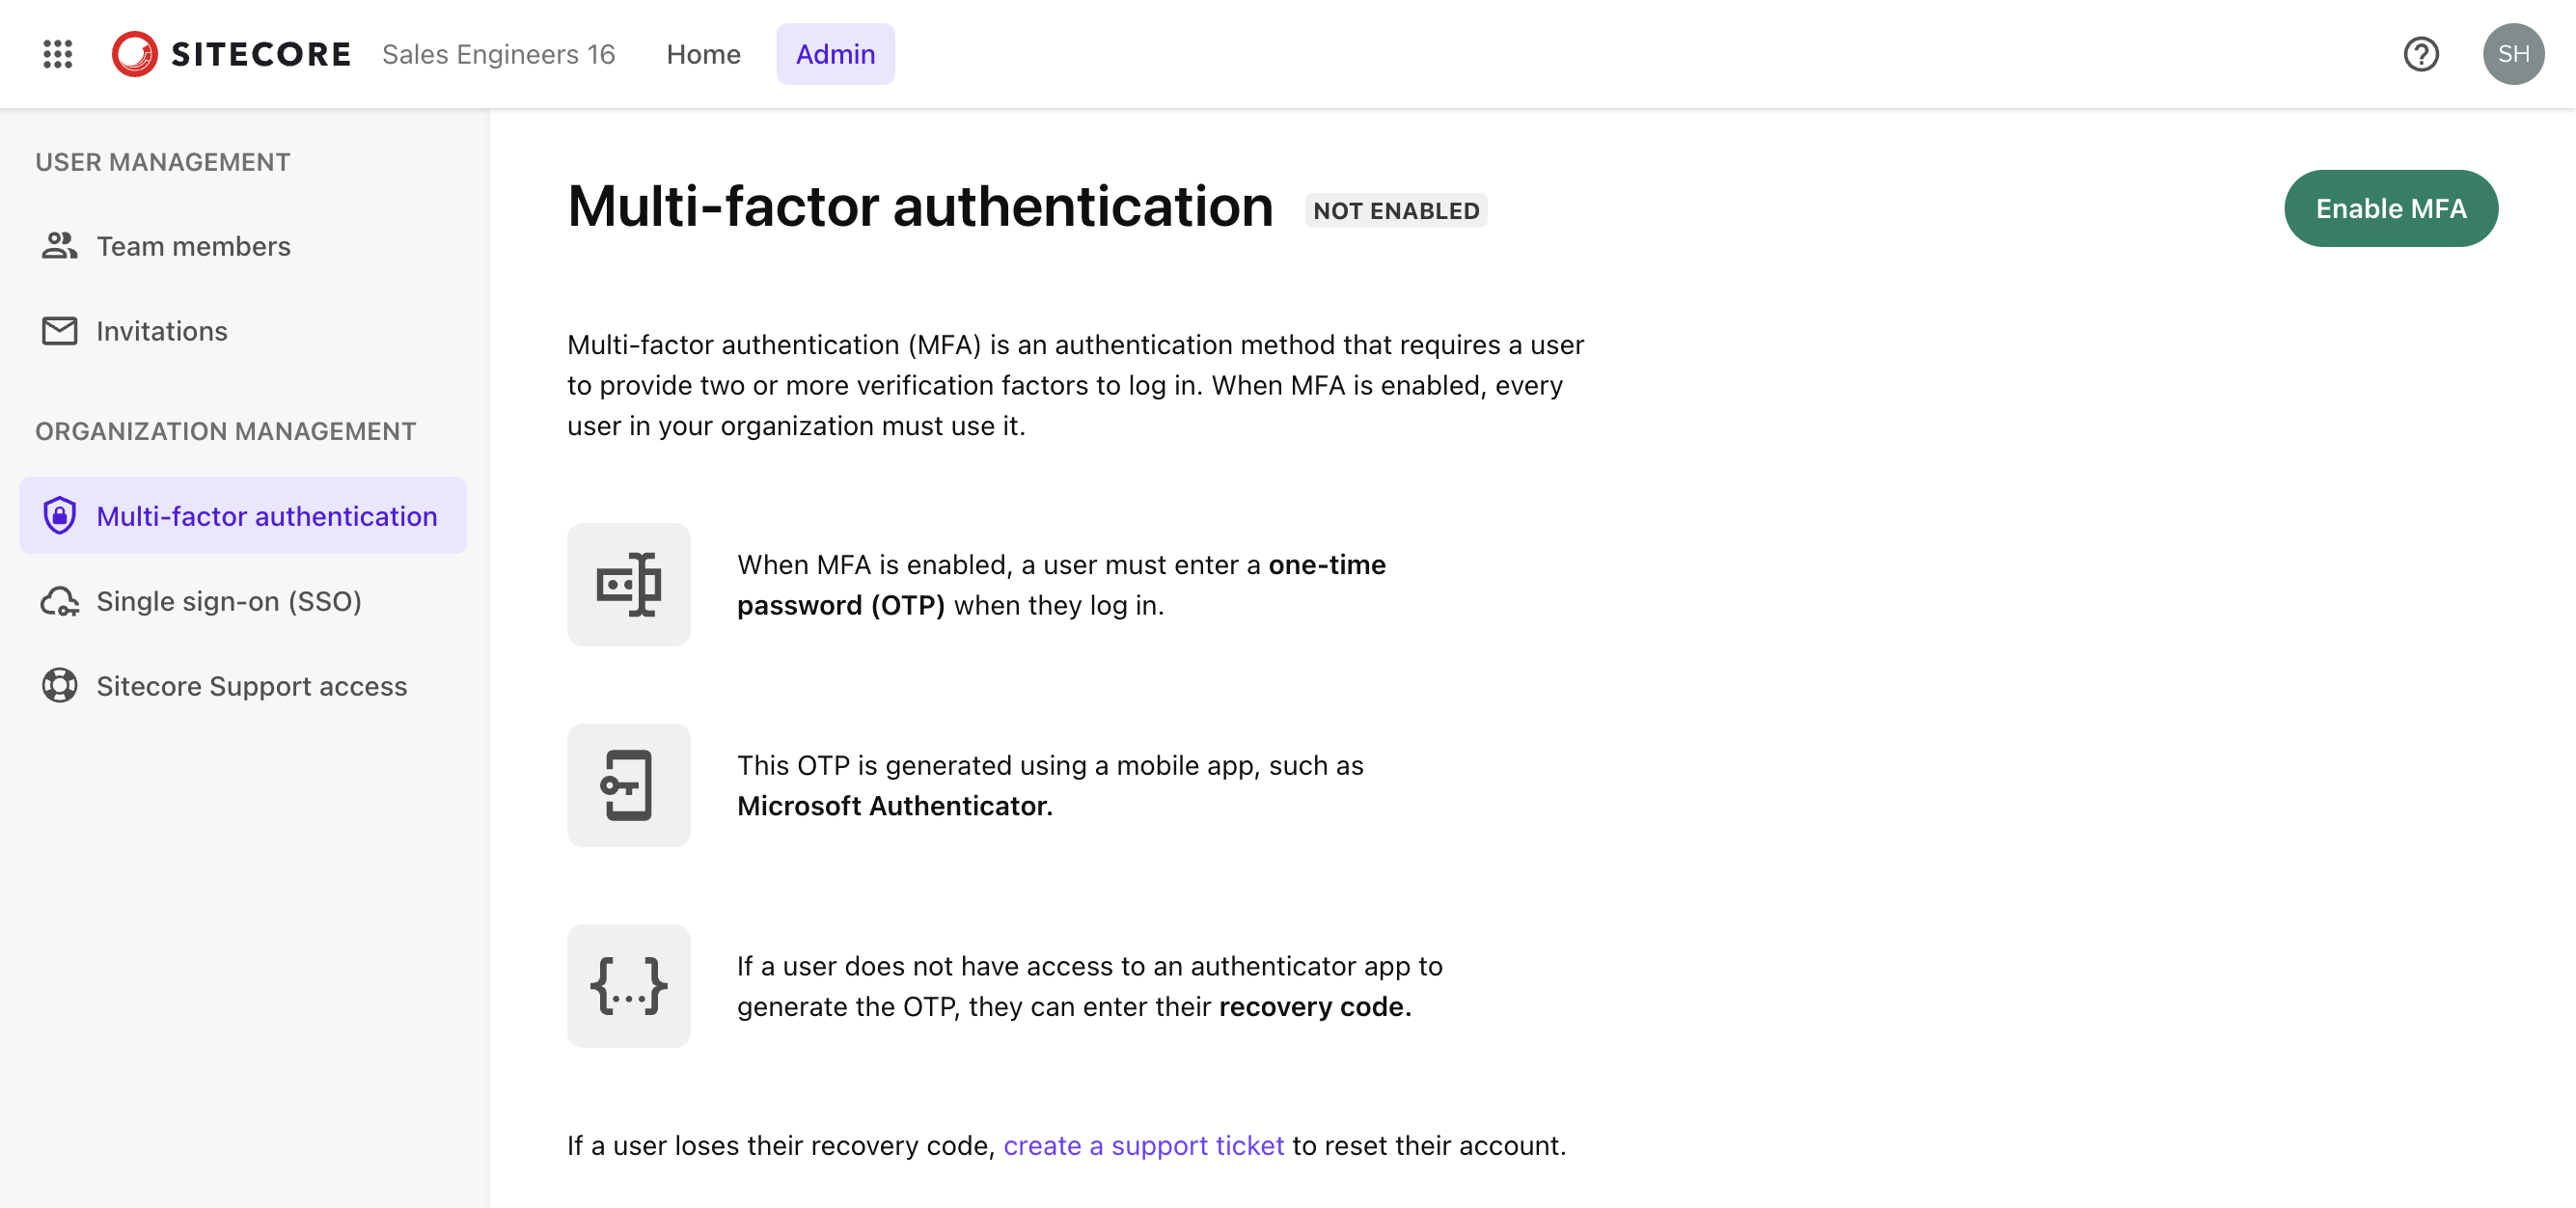 SITECORE Sales Engineers 16 Home Admin SH
USER MANAGEMENT
Team members
Invitations
ORGANIZATION MANAGEMENT
Multi-factor authentication
Single sign-on (SSO)
Sitecore Support access
Multi-factor authentication NOT ENABLED Enable MFA
Multi-factor authentication (MFA) is an authentication method that requires a user
to provide two or more verification factors to log in. When MFA is enabled, every
user in your organization must use it.
When MFA is enabled, a user must enter a one-time
password (OTP) when they log in.
This OTP is generated using a mobile app, such as
Microsoft Authenticator.
If a user does not have access to an authenticator app to
generate the OTP, they can enter their recovery code.
If a user loses their recovery code, create a support ticket to reset their account.